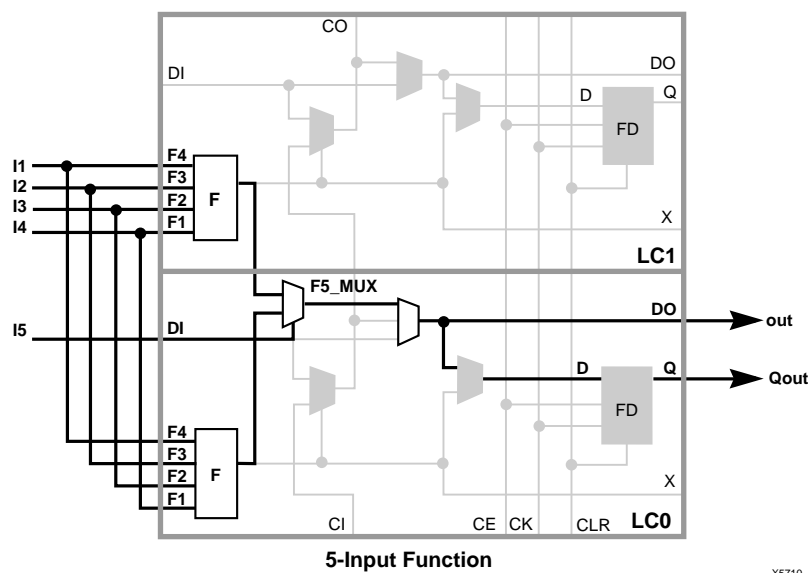 CO
DI
DO
D
Q
FD
I1
F4
I2
F3
F
I3
F2
I4
F1
X
LC1
F5_MUX
DO
out
I5
DI
D
Q
Qout
FD
F4
F3
F
F2
F1
X
CI
CE
CK
CLR
LC0
5-Input Function
X5710